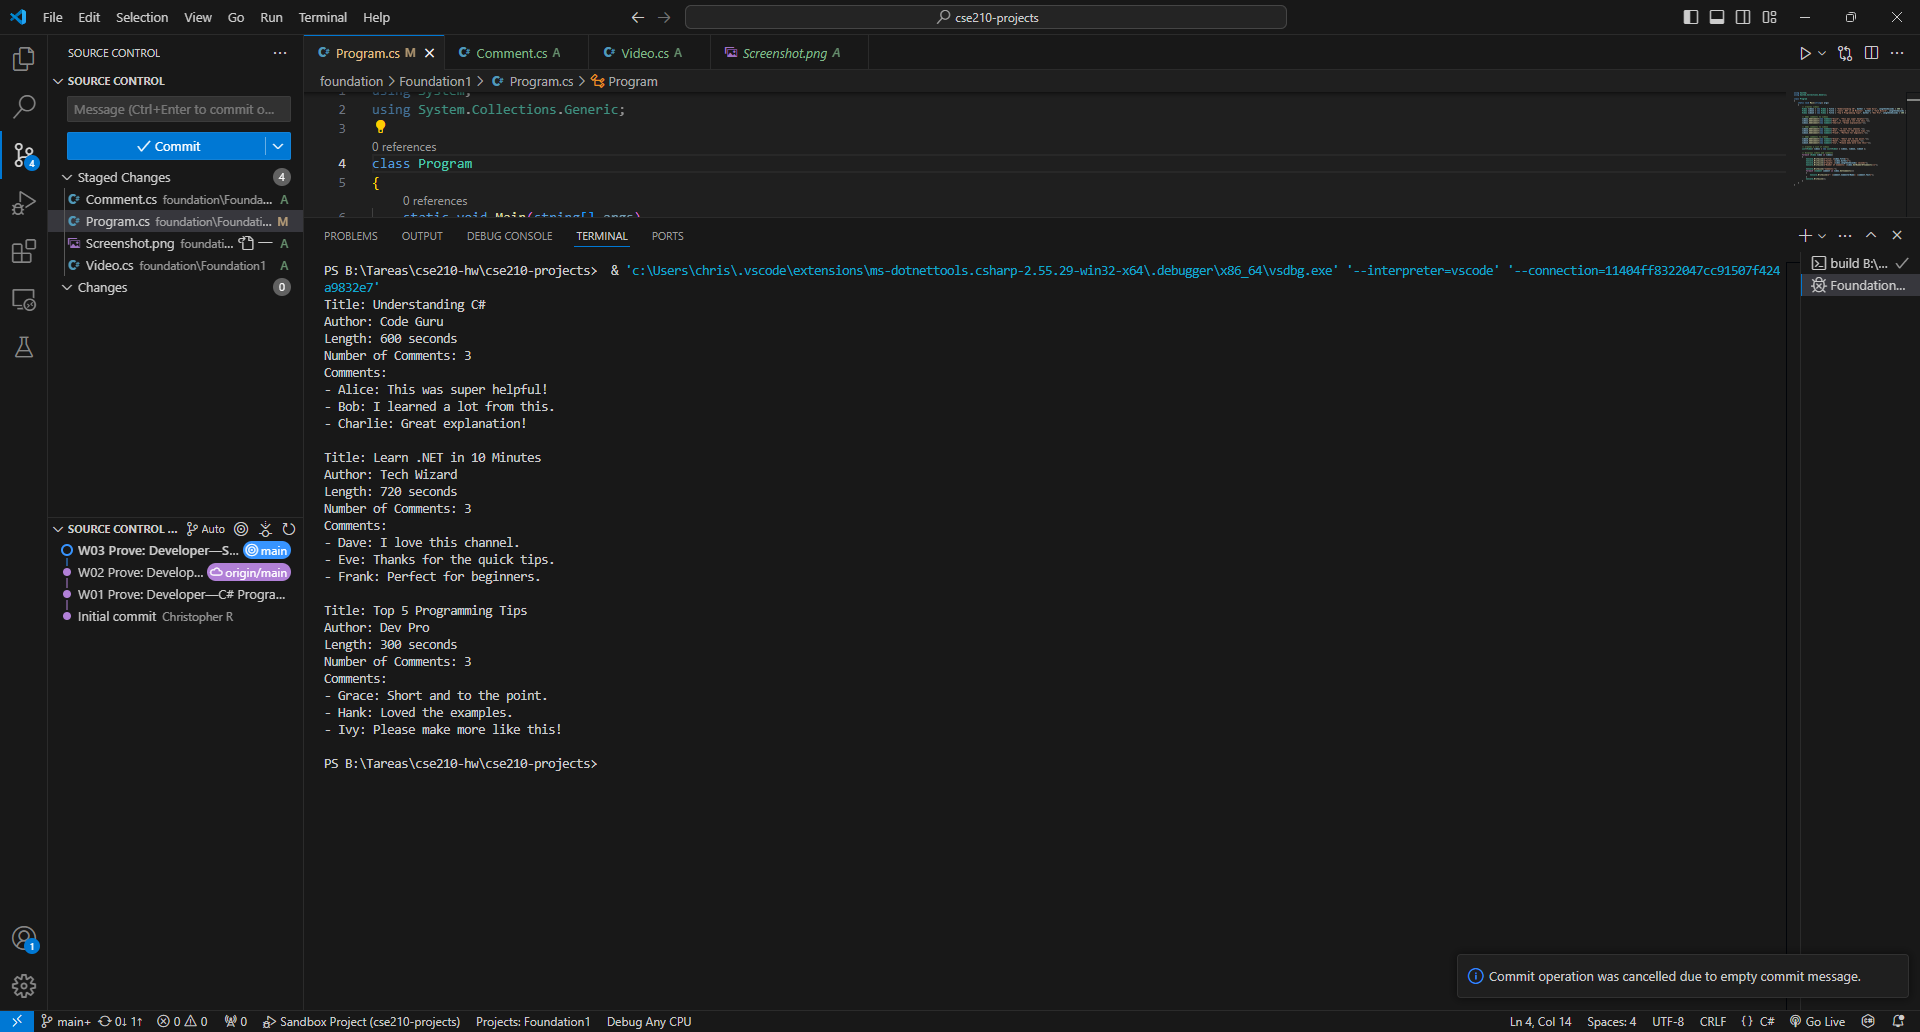 File Edit Selection View Go Run Terminal Help
cse210-projects
SOURCE CONTROL
SOURCE CONTROL
Message (Ctrl+Enter to commit o...
Commit
Staged Changes 4
Comment.cs foundation\Founda... A
Program.cs foundation\Foundati... M
Screenshot.png foundati... A
Video.cs foundation\Foundation1 A
Changes 0
4
SOURCE CONTROL ... Auto
W03 Prove: Developer—S... main
W02 Prove: Develop... origin/main
W01 Prove: Developer—C# Progra...
Initial commit Christopher R
1
Program.cs M Comment.cs A Video.cs A Screenshot.png A
foundation > Foundation1 > Program.cs > Program
1 using System;
2 using System.Collections.Generic;
3
0 references
4 class Program
5 {
0 references
6 static void Main(string[] args)
PROBLEMS OUTPUT DEBUG CONSOLE TERMINAL PORTS
PS B:\Tareas\cse210-hw\cse210-projects> & 'c:\Users\chris\.vscode\extensions\ms-dotnettools.csharp-2.55.29-win32-x64\.debugger\x86_64\vsdbg.exe' '--interpreter=vscode' '--connection=11404ff8322047cc91507f424
a9832e7'
Title: Understanding C#
Author: Code Guru
Length: 600 seconds
Number of Comments: 3
Comments:
- Alice: This was super helpful!
- Bob: I learned a lot from this.
- Charlie: Great explanation!
Title: Learn .NET in 10 Minutes
Author: Tech Wizard
Length: 720 seconds
Number of Comments: 3
Comments:
- Dave: I love this channel.
- Eve: Thanks for the quick tips.
- Frank: Perfect for beginners.
Title: Top 5 Programming Tips
Author: Dev Pro
Length: 300 seconds
Number of Comments: 3
Comments:
- Grace: Short and to the point.
- Hank: Loved the examples.
- Ivy: Please make more like this!
PS B:\Tareas\cse210-hw\cse210-projects>
build B:\...
Foundation...
Commit operation was cancelled due to empty commit message.
main+ 0↓ 1↑ 0 0 0 Sandbox Project (cse210-projects) Projects: Foundation1 Debug Any CPU
Ln 4, Col 14 Spaces: 4 UTF-8 CRLF {} C# Go Live